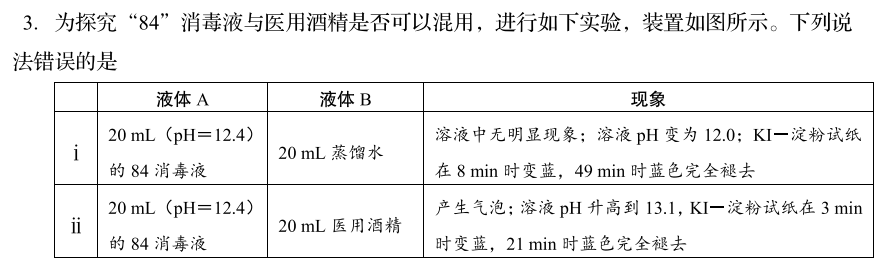 3. 为探究“84”消毒液与医用酒精是否可以混用，进行如下实验，装置如图所示。下列说
法错误的是
液体 A 液体 B 现象
ⅰ 20 mL（pH＝12.4）的 84 消毒液 20 mL 蒸馏水 溶液中无明显现象；溶液 pH 变为 12.0；KI－淀粉试纸
在 8 min 时变蓝，49 min 时蓝色完全褪去
ⅱ 20 mL（pH＝12.4）的 84 消毒液 20 mL 医用酒精 产生气泡；溶液 pH 升高到 13.1，KI－淀粉试纸在 3 min
时变蓝，21 min 时蓝色完全褪去